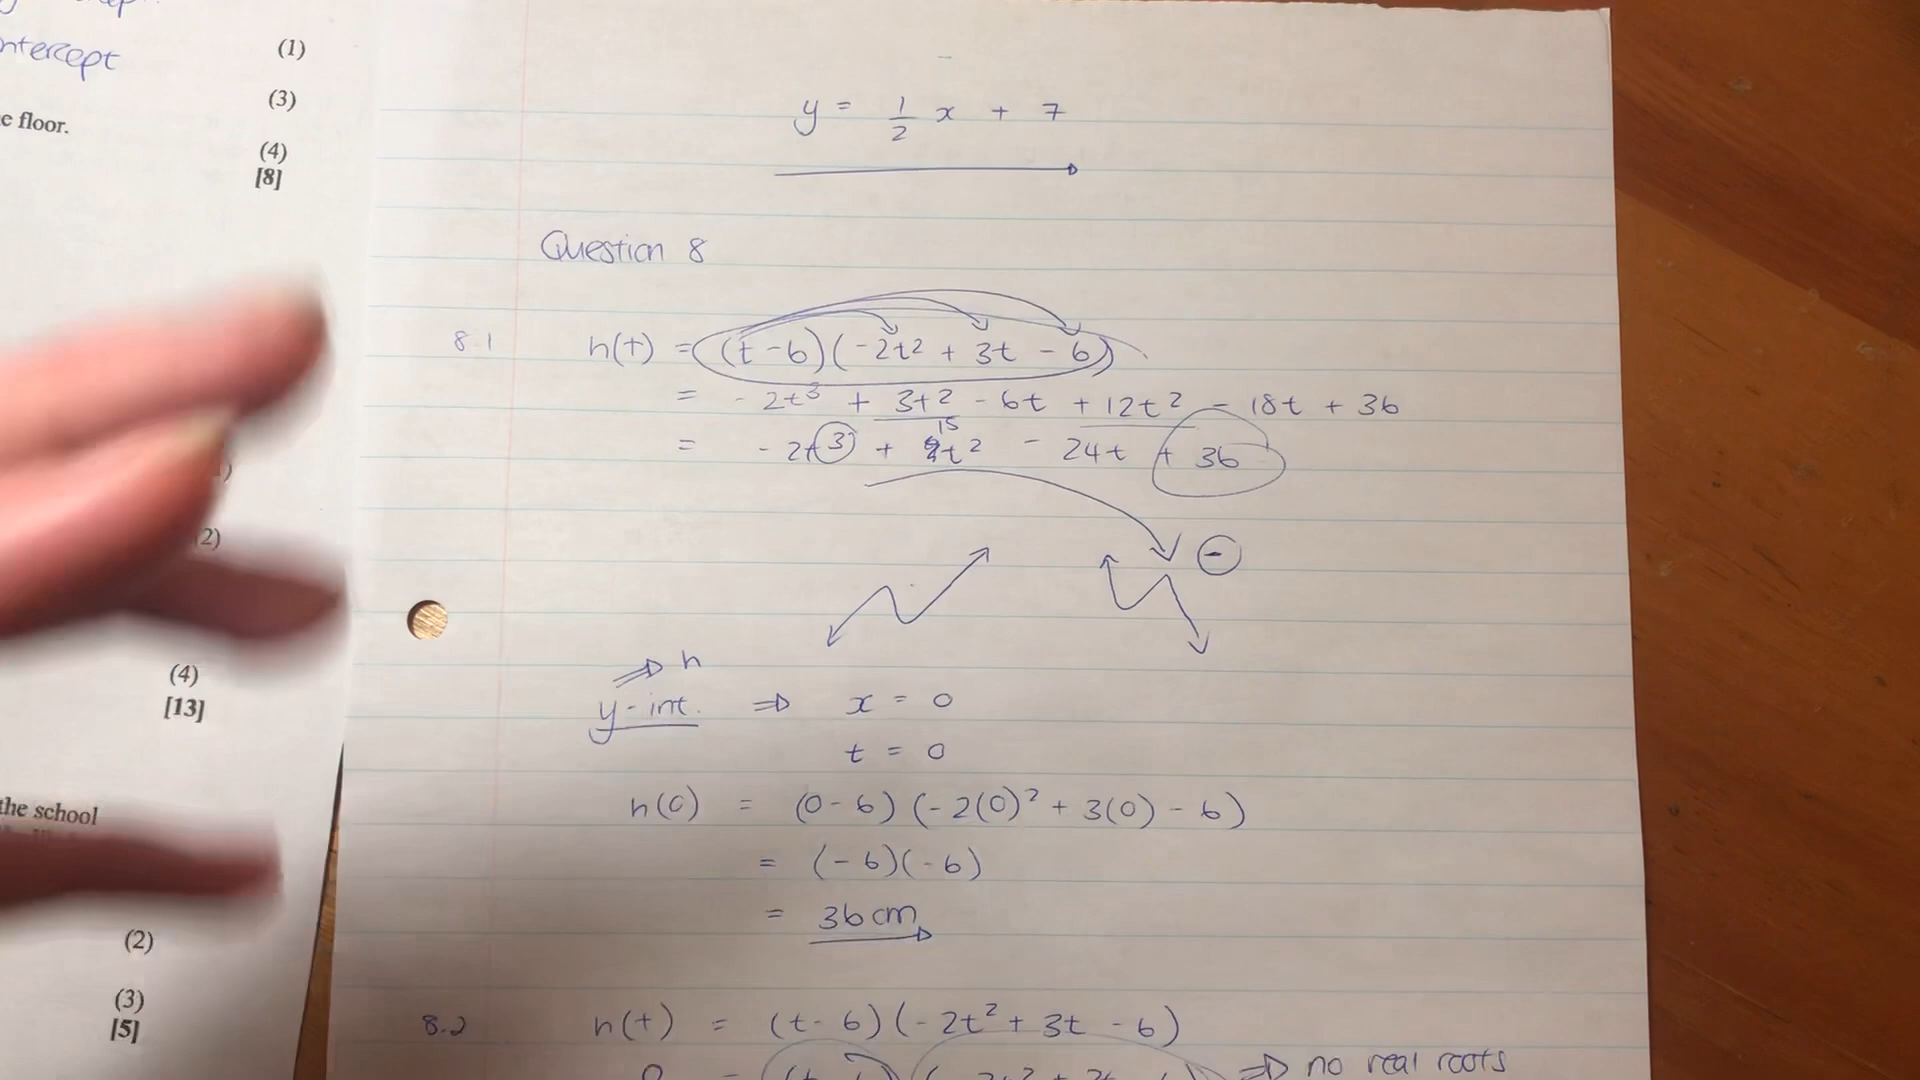 ntercept
(1)
(3)
e floor.
(4)
[8]
(2)
(4)
[13]
the school
(2)
(3)
[5]
y = 1/2 x + 7
Question 8
8.1 h(t) = (t - 6)(-2t² + 3t - 6)
= -2t³ + 3t² - 6t + 12t² - 18t + 36
= -2t³ + 15t² - 24t + 36
-
⇒ h
y-int. ⇒ x = 0
t = 0
h(0) = (0 - 6)(-2(0)² + 3(0) - 6)
= (-6)(-6)
= 36 cm
8.2 h(t) = (t - 6)(-2t² + 3t - 6)
⇒ no real roots